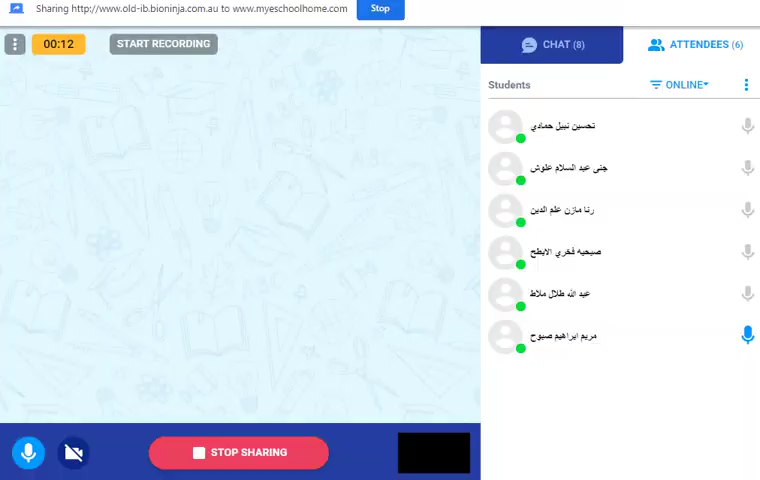 Sharing http://www.old-ib.bioninja.com.au to www.myeschoolhome.com
Stop
00:12
START RECORDING
CHAT (8)
ATTENDEES (6)
Students
ONLINE
تحسين نبيل حمادي
جنى عبد السلام علوش
رنا مازن علم الدين
صبحيه فخري الابطح
عبد الله طلال ملاط
مريم ابراهيم صبوح
STOP SHARING